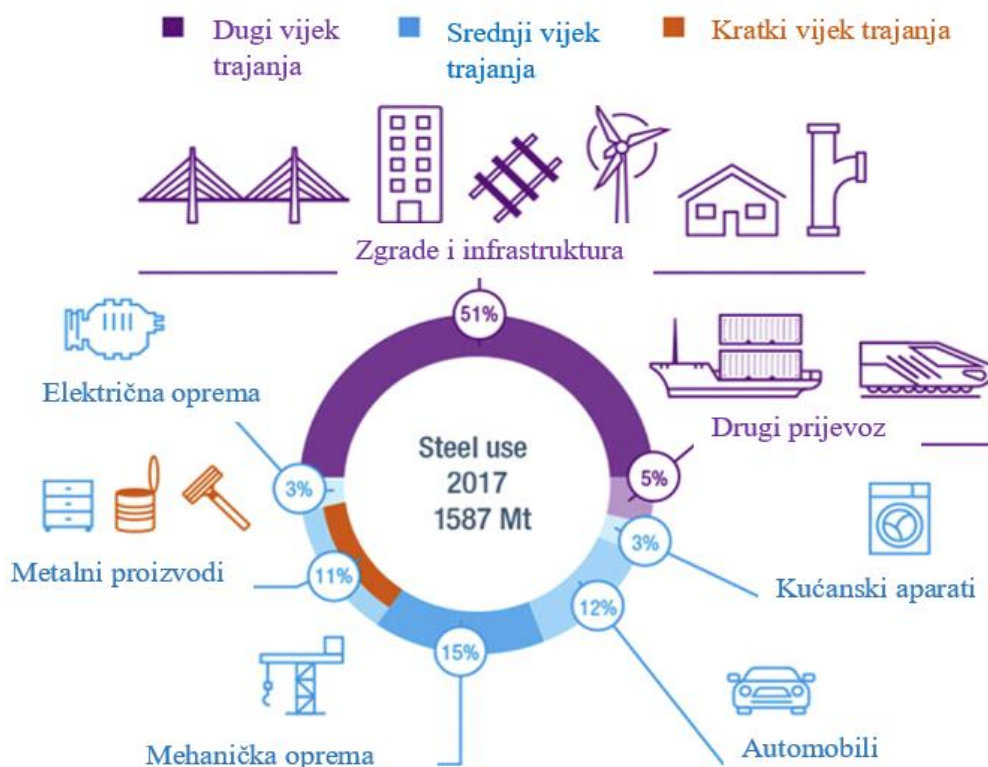 Dugi vijek
trajanja
Srednji vijek
trajanja
Kratki vijek trajanja
Zgrade i infrastruktura
51%
Električna oprema
Drugi prijevoz
Steel use
2017
1587 Mt
3%
5%
Metalni proizvodi
11%
3%
Kućanski aparati
12%
15%
Mehanička oprema
Automobili